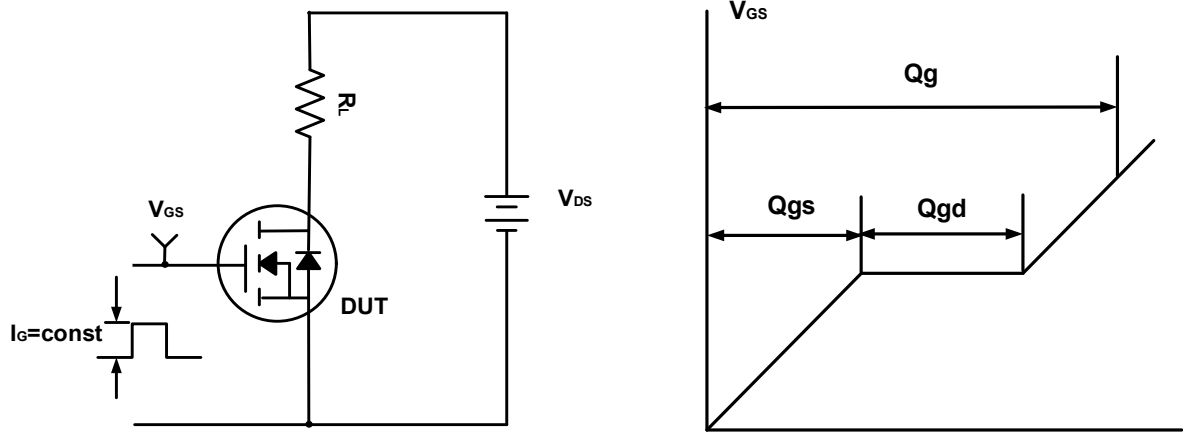 RL
VDS
VGS
DUT
IG=const
VGS
Qg
Qgs
Qgd